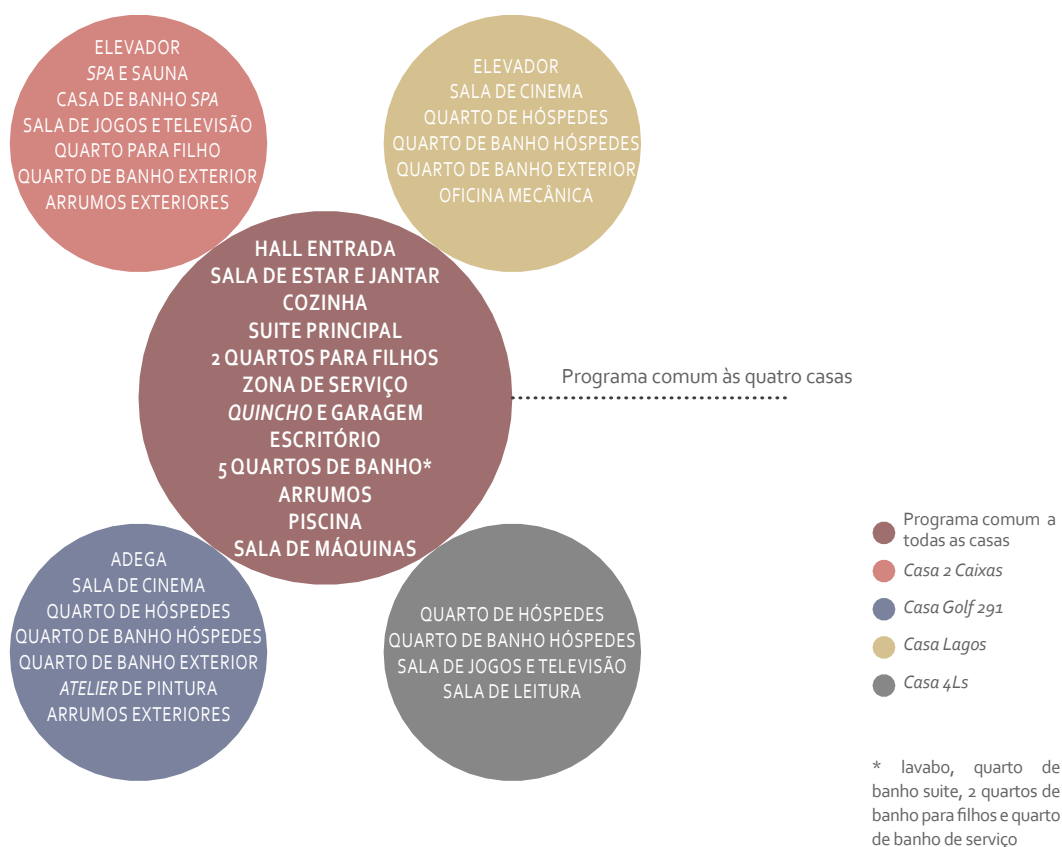 ELEVADOR
SPA E SAUNA
CASA DE BANHO SPA
SALA DE JOGOS E TELEVISÃO
QUARTO PARA FILHO
QUARTO DE BANHO EXTERIOR
ARRUMOS EXTERIORES
ELEVADOR
SALA DE CINEMA
QUARTO DE HÓSPEDES
QUARTO DE BANHO HÓSPEDES
QUARTO DE BANHO EXTERIOR
OFICINA MECÂNICA
HALL ENTRADA
SALA DE ESTAR E JANTAR
COZINHA
SUITE PRINCIPAL
2 QUARTOS PARA FILHOS
ZONA DE SERVIÇO
QUINCHO E GARAGEM
ESCRITÓRIO
5 QUARTOS DE BANHO*
ARRUMOS
PISCINA
SALA DE MÁQUINAS
Programa comum às quatro casas
ADEGA
SALA DE CINEMA
QUARTO DE HÓSPEDES
QUARTO DE BANHO HÓSPEDES
QUARTO DE BANHO EXTERIOR
ATELIER DE PINTURA
ARRUMOS EXTERIORES
QUARTO DE HÓSPEDES
QUARTO DE BANHO HÓSPEDES
SALA DE JOGOS E TELEVISÃO
SALA DE LEITURA
Programa comum a
todas as casas
Casa 2 Caixas
Casa Golf 291
Casa Lagos
Casa 4Ls
* lavabo, quarto de
banho suite, 2 quartos de
banho para filhos e quarto
de banho de serviço